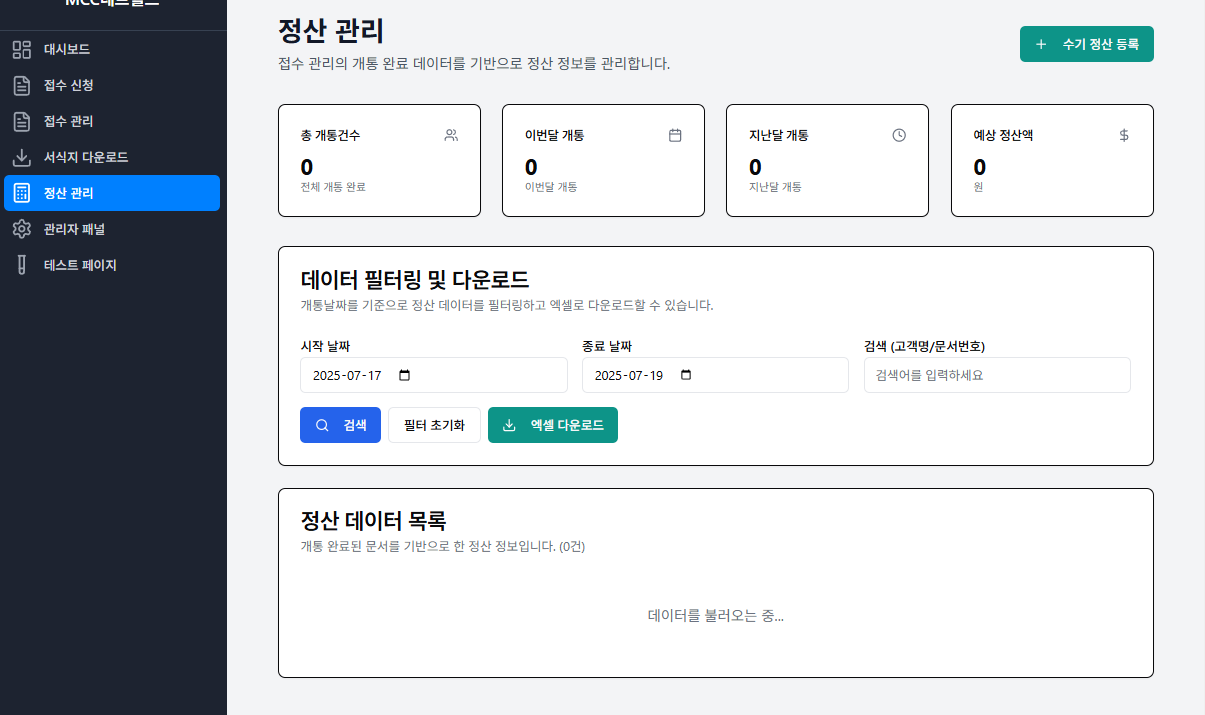 대시보드
접수 신청
접수 관리
서식지 다운로드
정산 관리
관리자 패널
테스트 페이지
정산 관리
접수 관리의 개통 완료 데이터를 기반으로 정산 정보를 관리합니다.
+ 수기 정산 등록
총 개통건수
0
전체 개통 완료
이번달 개통
0
이번달 개통
지난달 개통
0
지난달 개통
예상 정산액
$
0
원
데이터 필터링 및 다운로드
개통날짜를 기준으로 정산 데이터를 필터링하고 엑셀로 다운로드할 수 있습니다.
시작 날짜
2025-07-17
종료 날짜
2025-07-19
검색 (고객명/문서번호)
검색어를 입력하세요
검색
필터 초기화
엑셀 다운로드
정산 데이터 목록
개통 완료된 문서를 기반으로 한 정산 정보입니다. (0건)
데이터를 불러오는 중...